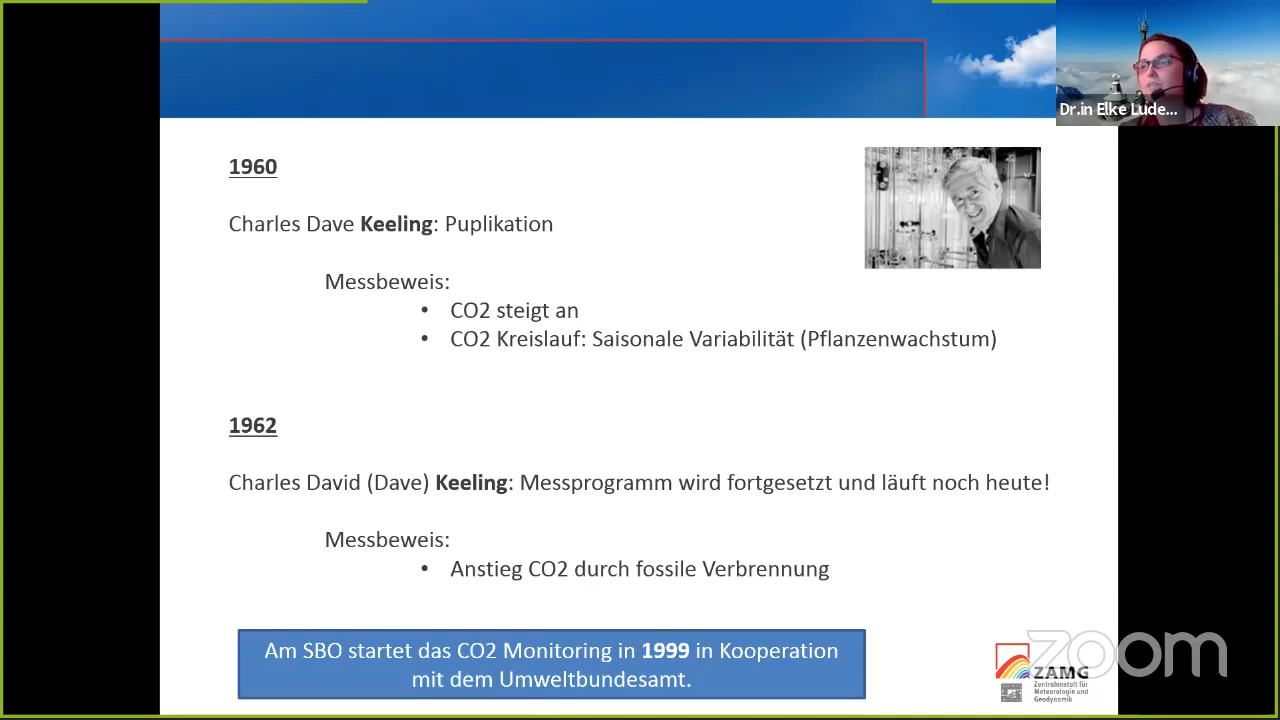 Dr.in Elke Lude...
1960
Charles Dave Keeling: Puplikation
Messbeweis:
• CO2 steigt an
• CO2 Kreislauf: Saisonale Variabilität (Pflanzenwachstum)
1962
Charles David (Dave) Keeling: Messprogramm wird fortgesetzt und läuft noch heute!
Messbeweis:
• Anstieg CO2 durch fossile Verbrennung
Am SBO startet das CO2 Monitoring in 1999 in Kooperation
mit dem Umweltbundesamt.
zoom
ZAMG
Zentralanstalt für
Meteorologie und
Geodynamik